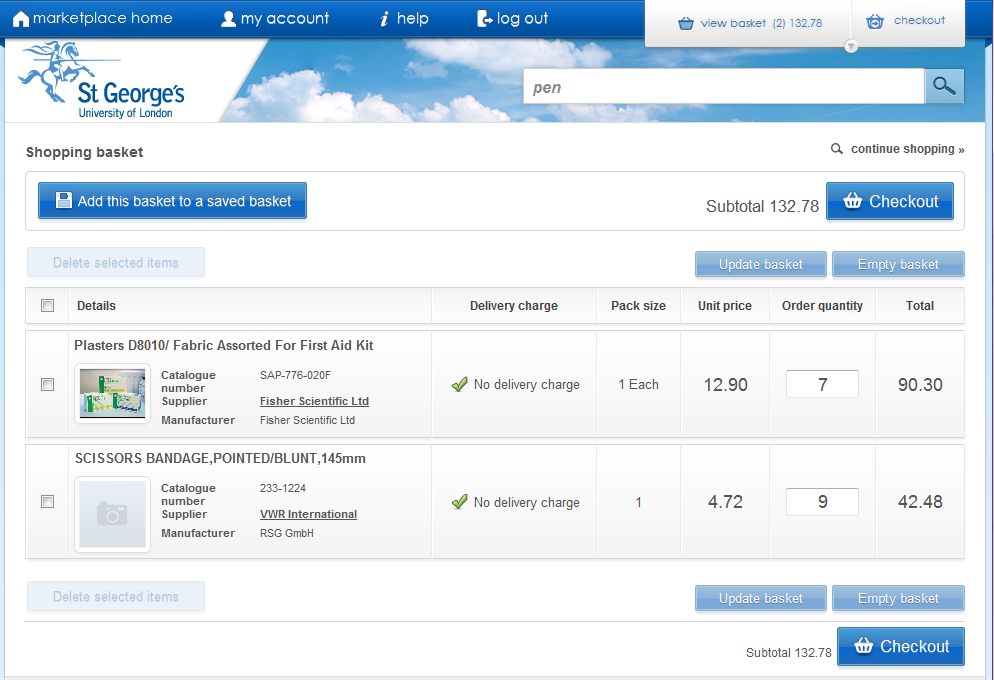 marketplace home my account help log out view basket (2) 132.78 checkout
St George's
University of London
pen
Shopping basket continue shopping »
Add this basket to a saved basket Subtotal 132.78 Checkout
Delete selected items Update basket Empty basket
Details Delivery charge Pack size Unit price Order quantity Total
Plasters D8010/ Fabric Assorted For First Aid Kit
Catalogue number SAP-776-020F
Supplier Fisher Scientific Ltd
Manufacturer Fisher Scientific Ltd
No delivery charge 1 Each 12.90 7 90.30
SCISSORS BANDAGE,POINTED/BLUNT,145mm
Catalogue number 233-1224
Supplier VWR International
Manufacturer RSG GmbH
No delivery charge 1 4.72 9 42.48
Delete selected items Update basket Empty basket
Subtotal 132.78 Checkout